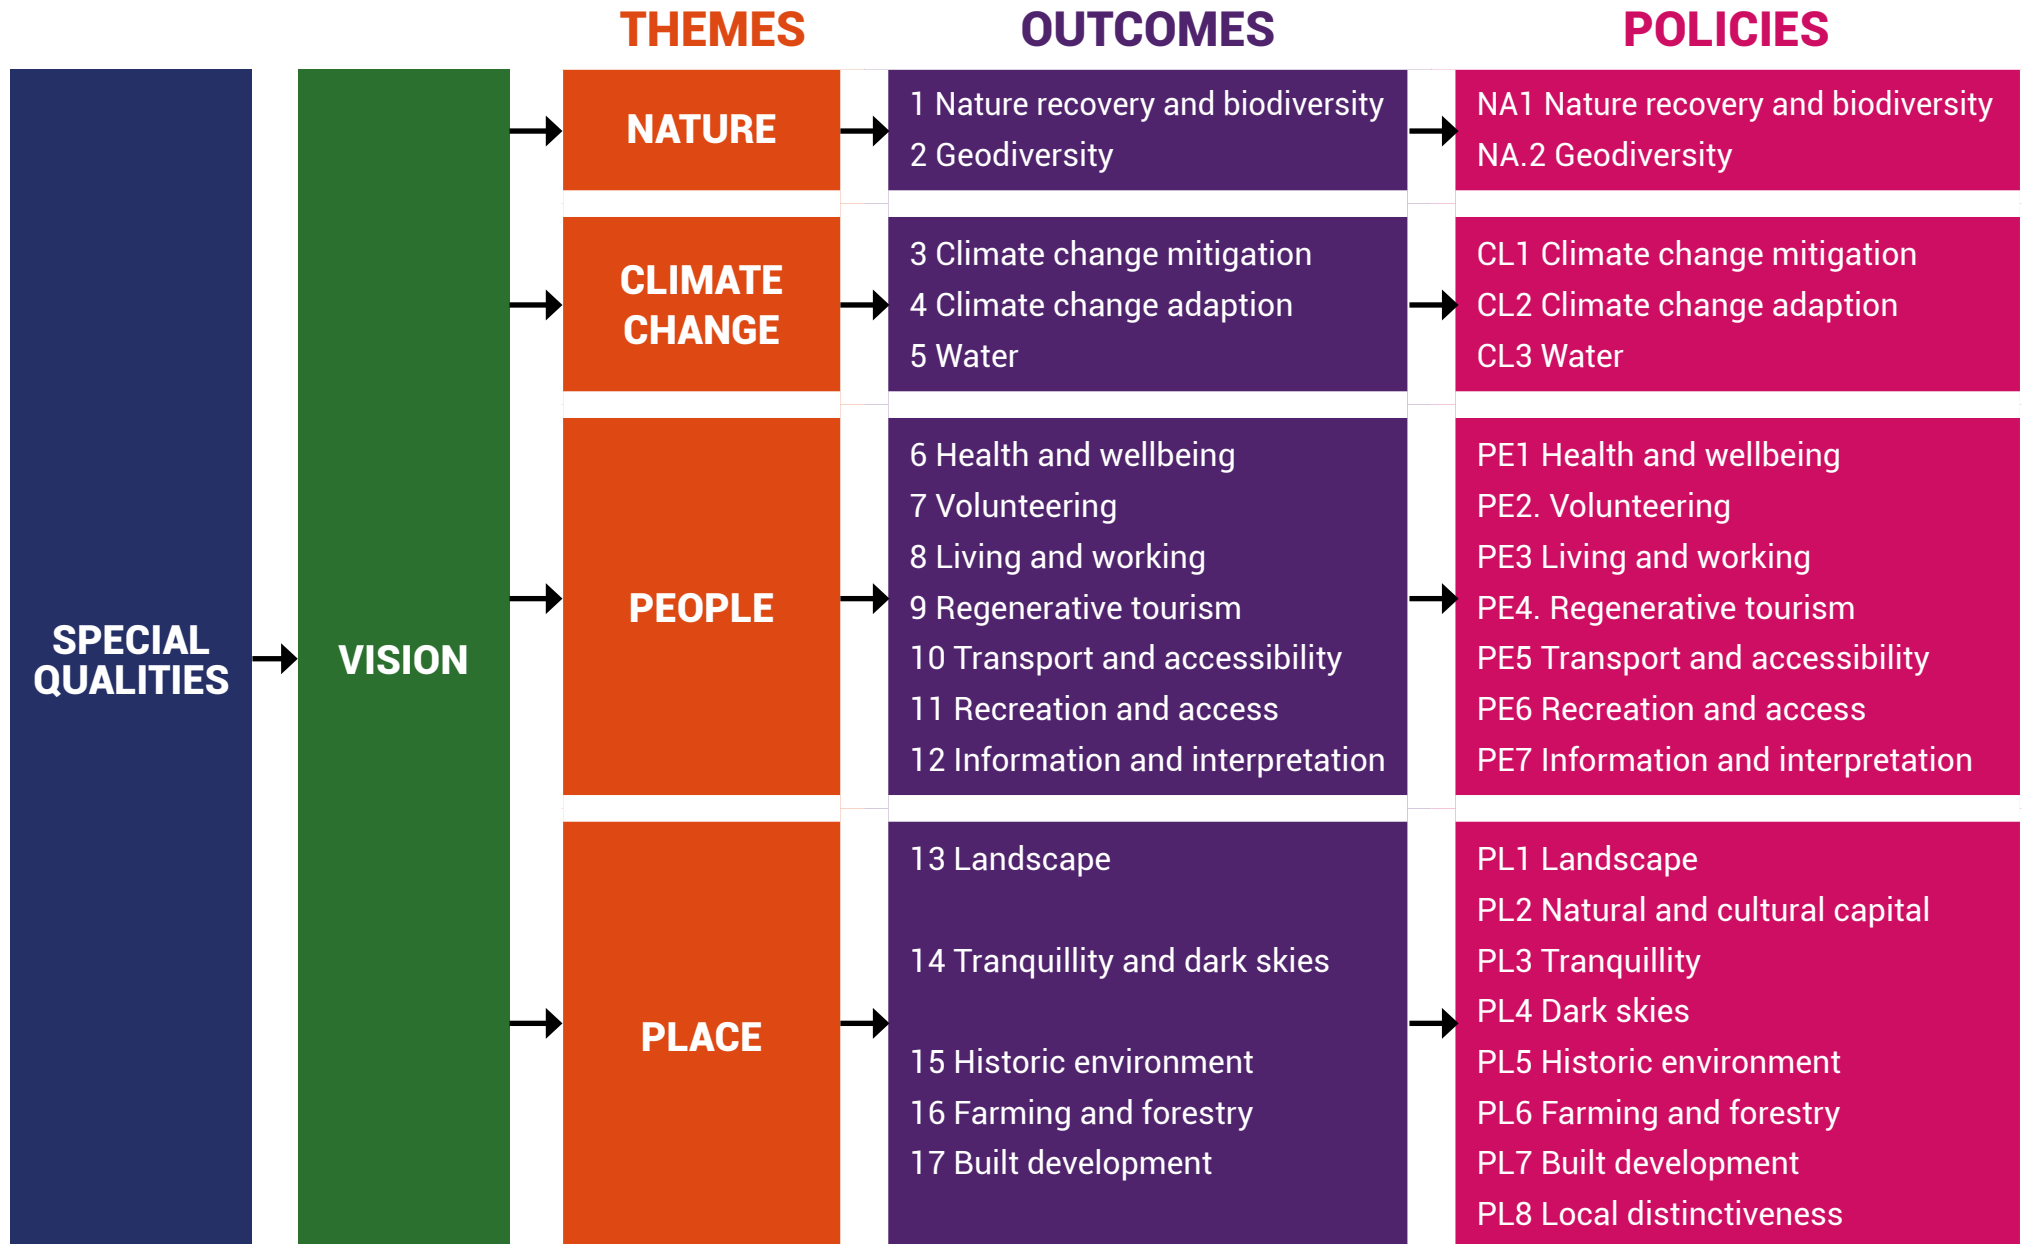 THEMES
OUTCOMES
POLICIES
SPECIAL
QUALITIES
VISION
NATURE
1 Nature recovery and biodiversity
2 Geodiversity
NA1 Nature recovery and biodiversity
NA.2 Geodiversity
CLIMATE
CHANGE
3 Climate change mitigation
4 Climate change adaption
5 Water
CL1 Climate change mitigation
CL2 Climate change adaption
CL3 Water
PEOPLE
6 Health and wellbeing
7 Volunteering
8 Living and working
9 Regenerative tourism
10 Transport and accessibility
11 Recreation and access
12 Information and interpretation
PE1 Health and wellbeing
PE2. Volunteering
PE3 Living and working
PE4. Regenerative tourism
PE5 Transport and accessibility
PE6 Recreation and access
PE7 Information and interpretation
PLACE
13 Landscape
14 Tranquillity and dark skies
15 Historic environment
16 Farming and forestry
17 Built development
PL1 Landscape
PL2 Natural and cultural capital
PL3 Tranquillity
PL4 Dark skies
PL5 Historic environment
PL6 Farming and forestry
PL7 Built development
PL8 Local distinctiveness